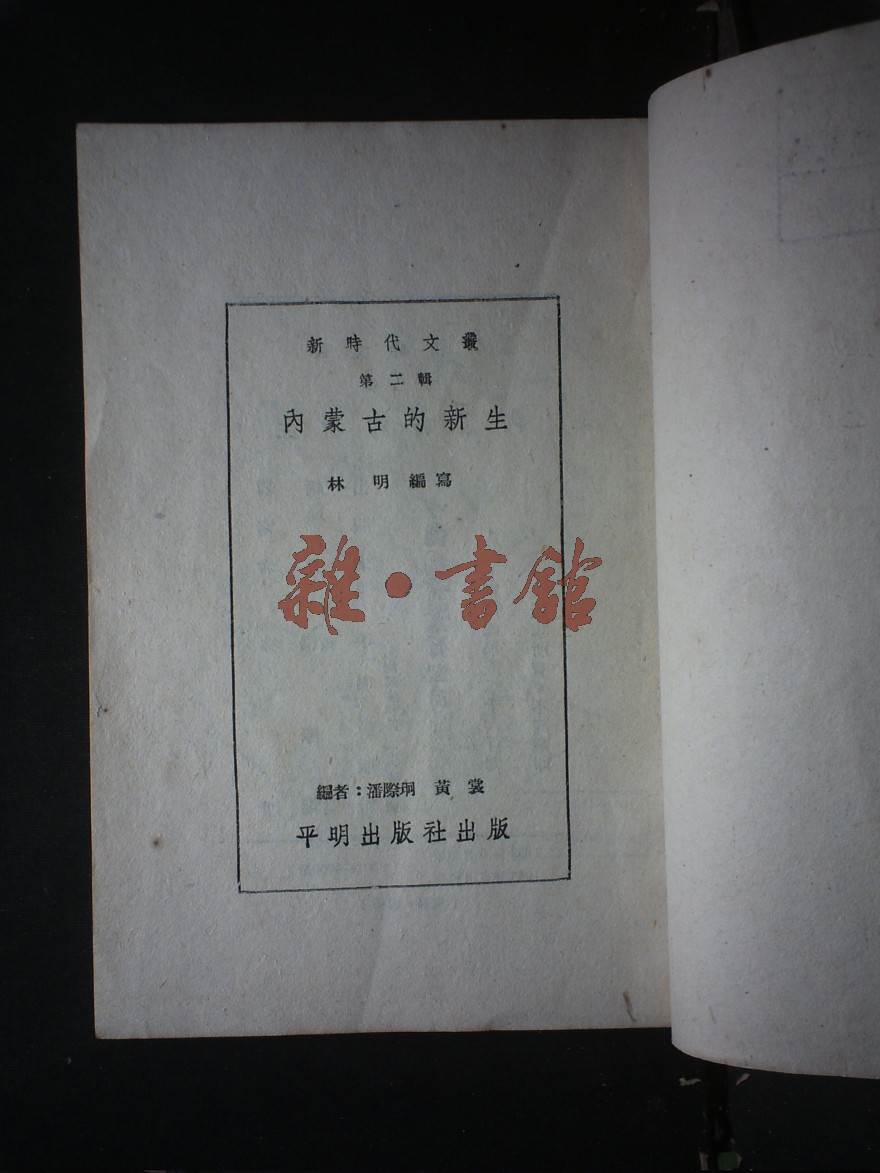 新時代文叢
第二輯
內蒙古的新生
林明編寫
雜·書館
編者：潘際坰 黃裳
平明出版社出版